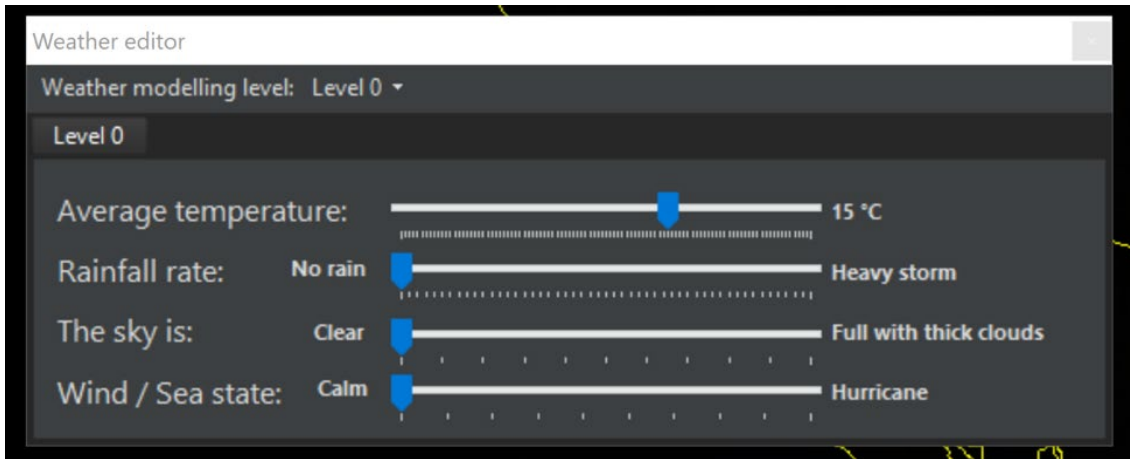 Weather editor
Weather modelling level: Level 0
Level 0
Average temperature: 15 °C
Rainfall rate: No rain Heavy storm
The sky is: Clear Full with thick clouds
Wind / Sea state: Calm Hurricane